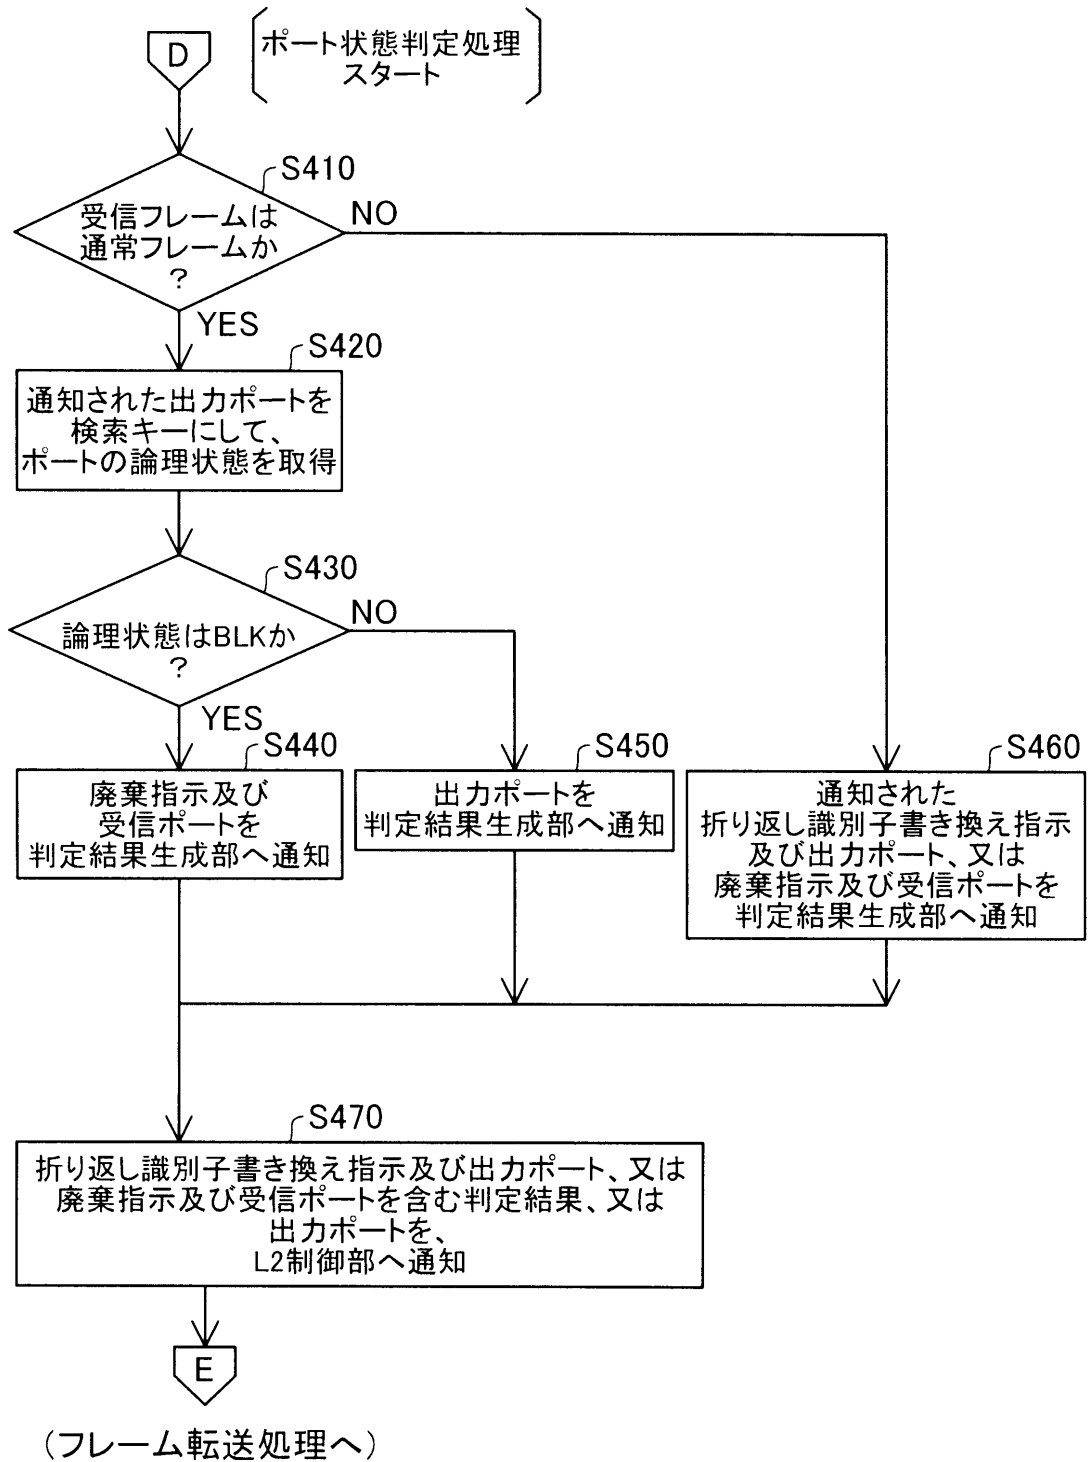 D
ポート状態判定処理
スタート
S410
受信フレームは
通常フレームか
?
NO
YES
S420
通知された出力ポートを
検索キーにして、
ポートの論理状態を取得
S430
論理状態はBLKか
?
NO
YES
S440
廃棄指示及び
受信ポートを
判定結果生成部へ通知
S450
出力ポートを
判定結果生成部へ通知
S460
通知された
折り返し識別子書き換え指示
及び出力ポート、又は
廃棄指示及び受信ポートを
判定結果生成部へ通知
S470
折り返し識別子書き換え指示及び出力ポート、又は
廃棄指示及び受信ポートを含む判定結果、又は
出力ポートを、
L2制御部へ通知
E
(フレーム転送処理へ)